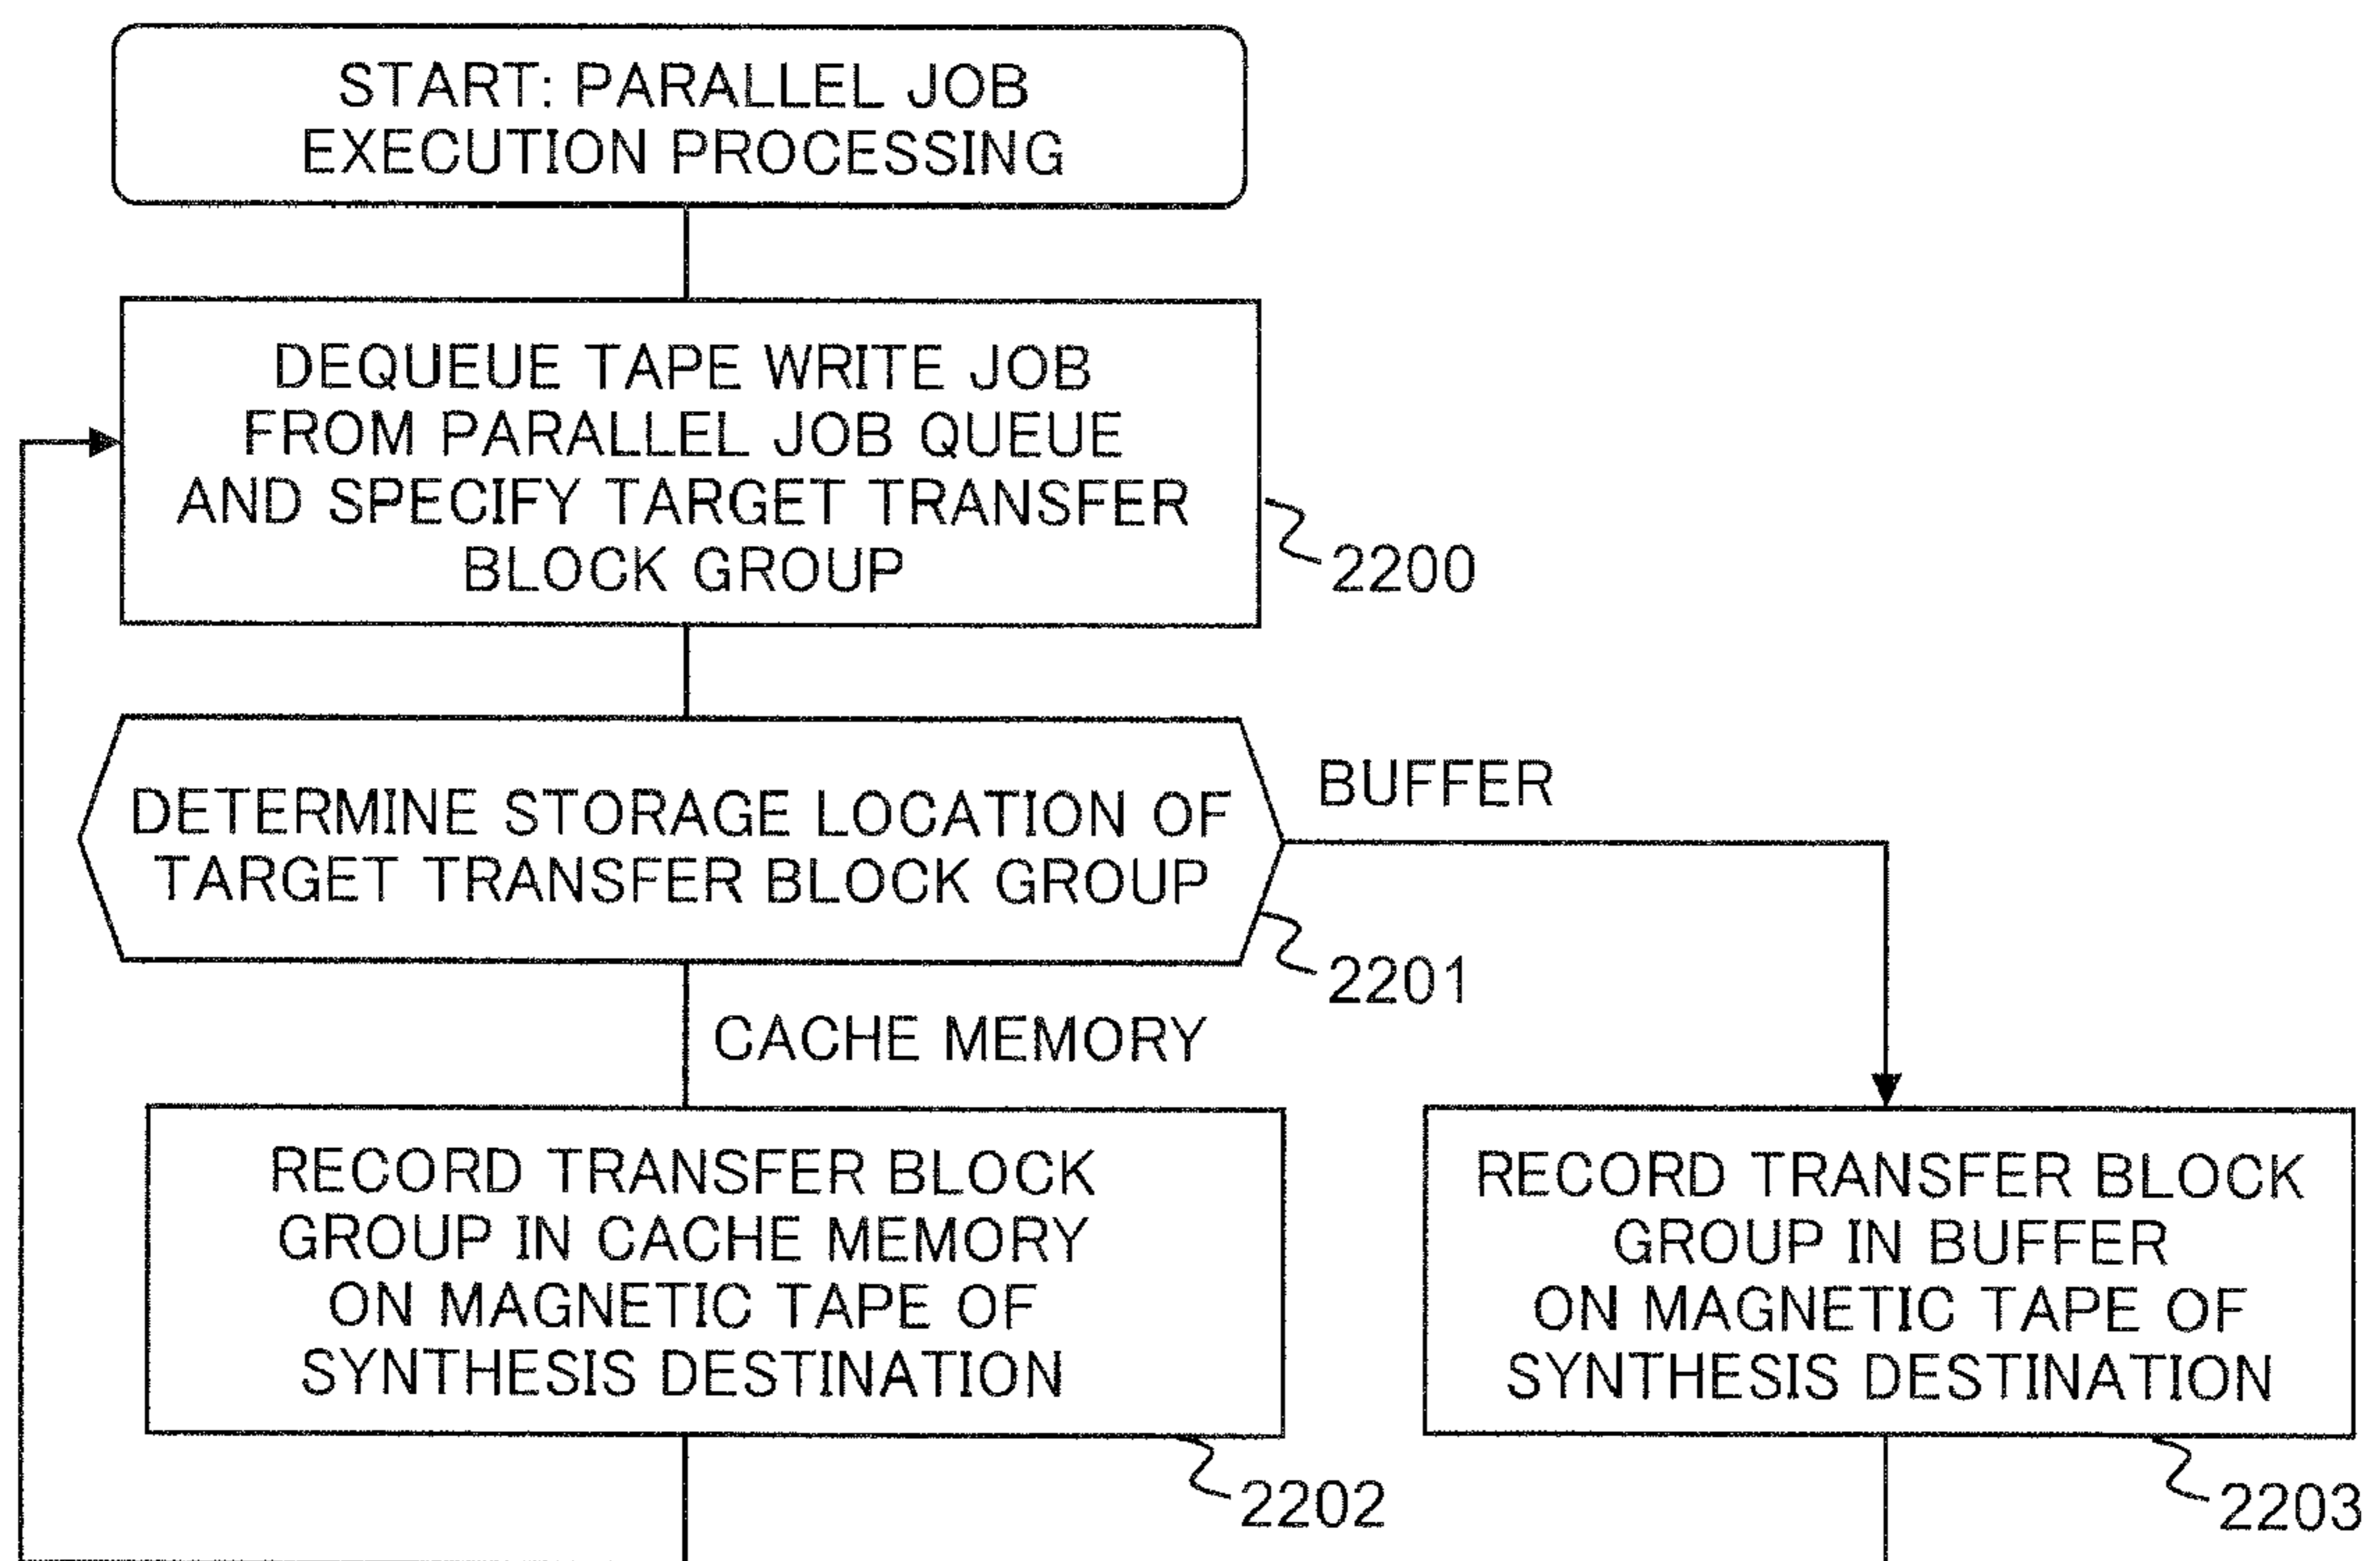 START: PARALLEL JOB
EXECUTION PROCESSING
DEQUEUE TAPE WRITE JOB
FROM PARALLEL JOB QUEUE
AND SPECIFY TARGET TRANSFER
BLOCK GROUP
2200
DETERMINE STORAGE LOCATION OF
TARGET TRANSFER BLOCK GROUP
BUFFER
2201
CACHE MEMORY
RECORD TRANSFER BLOCK
GROUP IN CACHE MEMORY
ON MAGNETIC TAPE OF
SYNTHESIS DESTINATION
2202
RECORD TRANSFER BLOCK
GROUP IN BUFFER
ON MAGNETIC TAPE OF
SYNTHESIS DESTINATION
2203